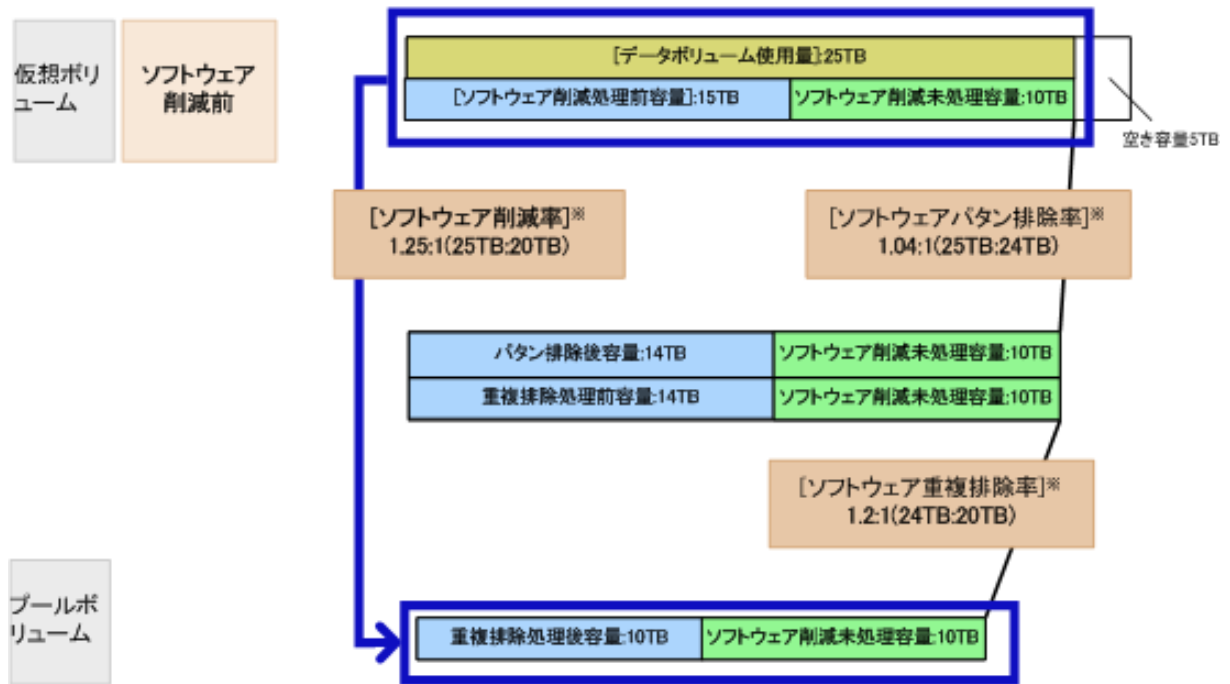 仮想ボリ
ューム
ソフトウェア
削減前
[データボリューム使用量]:25TB
[ソフトウェア削減処理前容量]:15TB
ソフトウェア削減未処理容量:10TB
空き容量5TB
[ソフトウェア削減率]※
1.25:1(25TB:20TB)
[ソフトウェアパタン排除率]※
1.04:1(25TB:24TB)
パタン排除後容量:14TB
ソフトウェア削減未処理容量:10TB
重複排除処理前容量:14TB
ソフトウェア削減未処理容量:10TB
[ソフトウェア重複排除率]※
1.2:1(24TB:20TB)
プールボ
リューム
重複排除処理後容量:10TB
ソフトウェア削減未処理容量:10TB